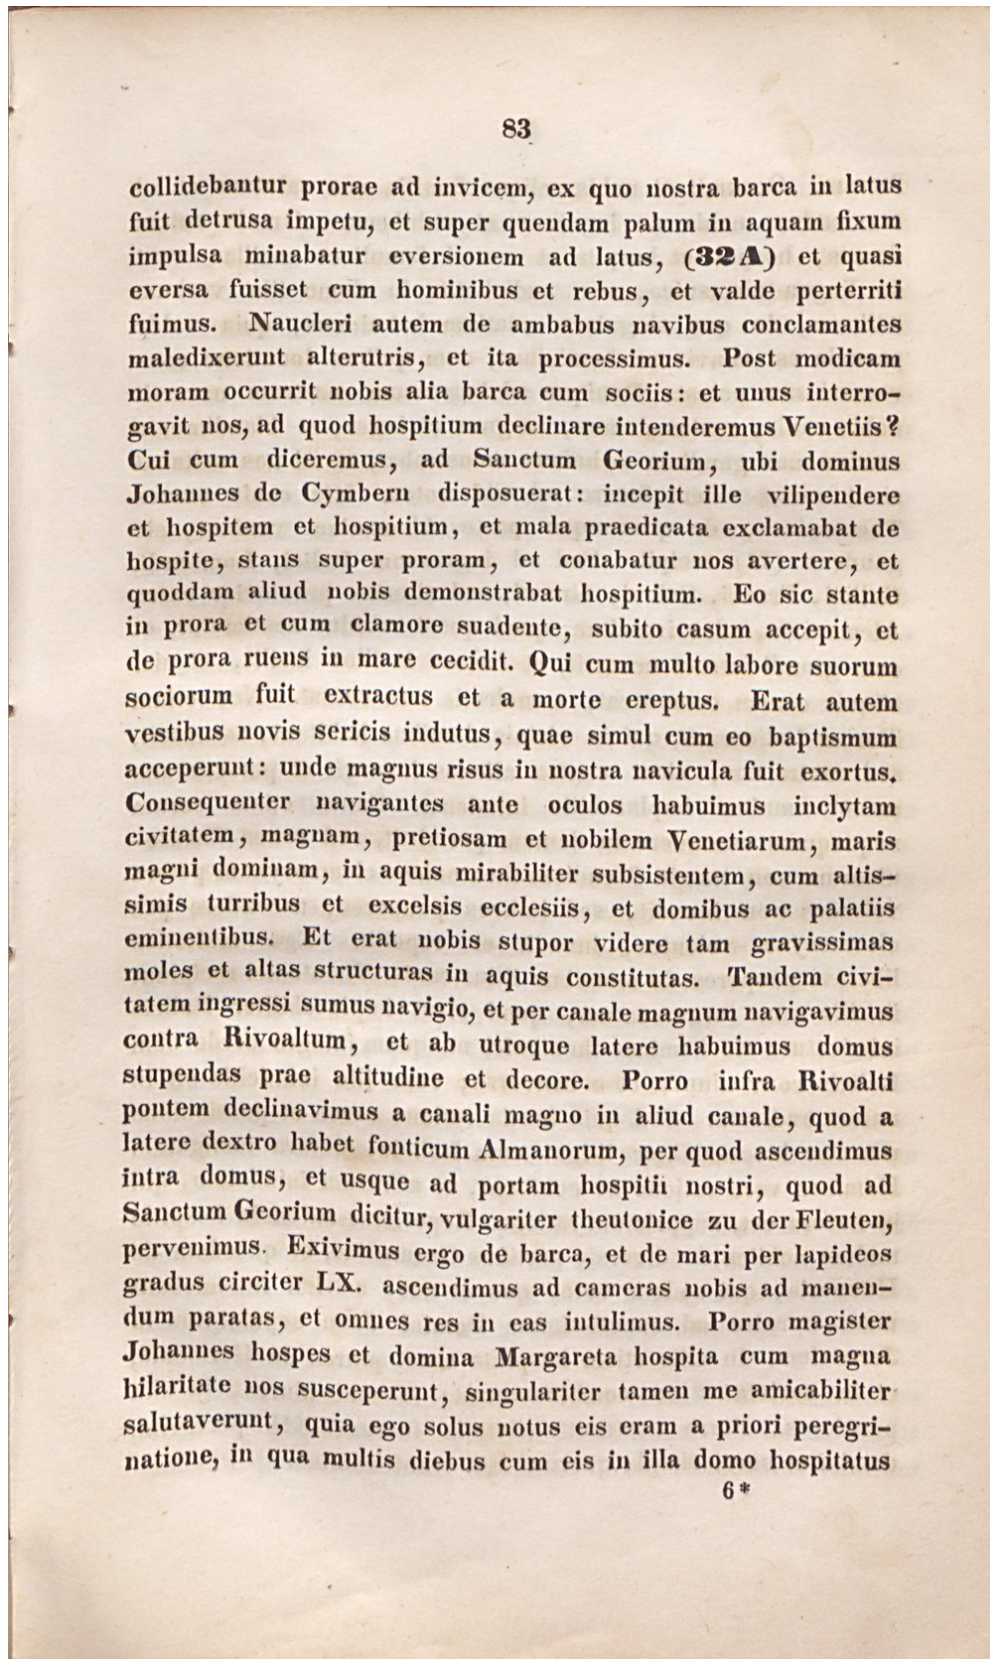 83
collidebantur prorae ad invicem, ex quo nostra barca in latus
fuit detrusa impetu, et super quendam palum in aquam fixum
impulsa minabatur eversionem ad latus, (32 A) et quasi
eversa fuisset cum hominibus et rebus, et valde perterriti
fuimus. Naucleri autem de ambabus navibus conclamantes
maledixerunt alterutris, et ita processimus. Post modicam
moram occurrit nobis alia barca cum sociis: et unus interro-
gavit nos, ad quod hospitium declinare intenderemus Venetiis?
Cui cum diceremus, ad Sanctum Georium, ubi dominus
Johannes de Cymbern disposuerat: incepit ille vilipendere
et hospitem et hospitium, et mala praedicata exclamabat de
hospite, stans super proram, et conabatur nos avertere, et
quoddam aliud nobis demonstrabat hospitium. Eo sic stante
in prora et cum clamore suadente, subito casum accepit, et
de prora ruens in mare cecidit. Qui cum multo labore suorum
sociorum fuit extractus et a morte ereptus. Erat autem
vestibus novis sericis indutus, quae simul cum eo baptismum
acceperunt: unde magnus risus in nostra navicula fuit exortus.
Consequenter navigantes ante oculos habuimus inclytam
civitatem, magnam, pretiosam et nobilem Venetiarum, maris
magni dominam, in aquis mirabiliter subsistentem, cum altis-
simis turribus et excelsis ecclesiis, et domibus ac palatiis
eminentibus. Et erat nobis stupor videre tam gravissimas
moles et altas structuras in aquis constitutas. Tandem civi-
tatem ingressi sumus navigio, et per canale magnum navigavimus
contra Rivoaltum, et ab utroque latere habuimus domus
stupendas prae altitudine et decore. Porro infra Rivoalti
pontem declinavimus a canali magno in aliud canale, quod a
latere dextro habet fonticum Almanorum, per quod ascendimus
intra domus, et usque ad portam hospitii nostri, quod ad
Sanctum Georium dicitur, vulgariter theutonice zu der Fleuten,
pervenimus. Exivimus ergo de barca, et de mari per lapideos
gradus circiter LX. ascendimus ad cameras nobis ad manen-
dum paratas, et omnes res in eas intulimus. Porro magister
Johannes hospes et domina Margareta hospita cum magna
hilaritate nos susceperunt, singulariter tamen me amicabiliter
salutaverunt, quia ego solus notus eis eram a priori peregri-
natione, in qua multis diebus cum eis in illa domo hospitatus
6*